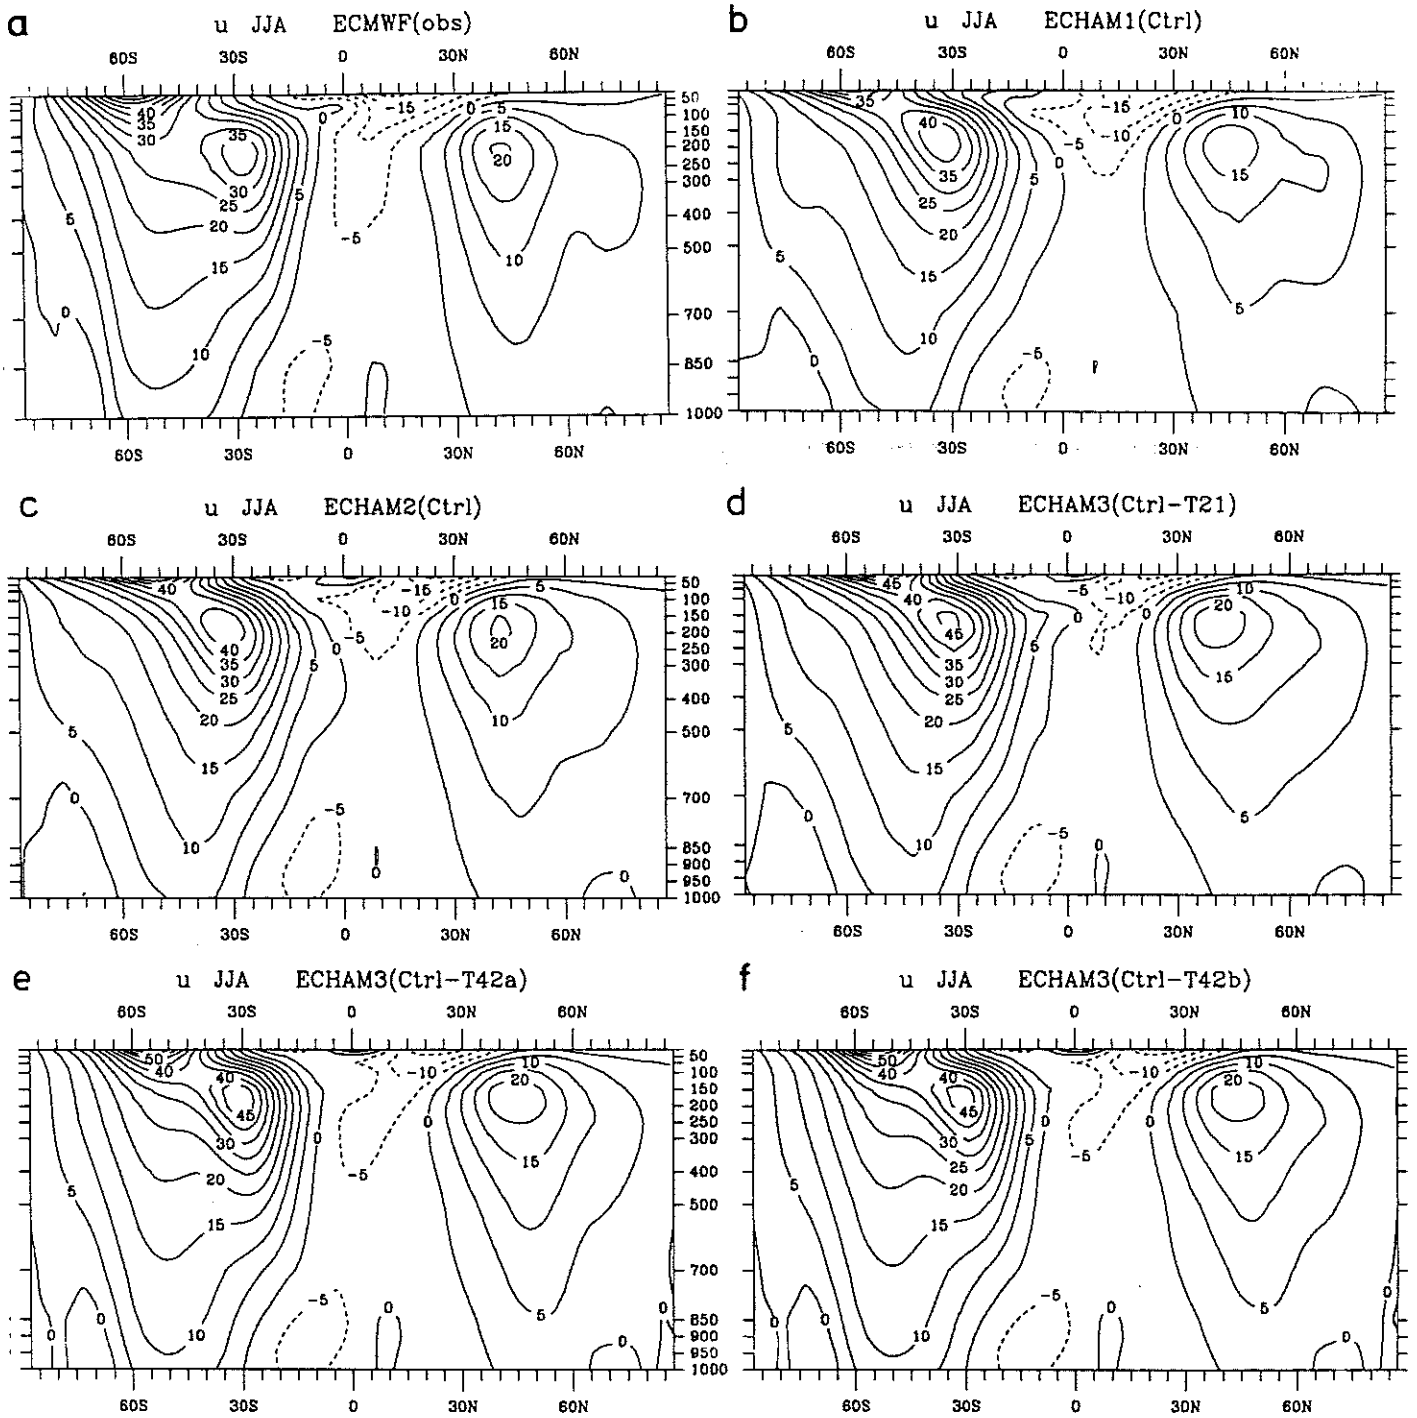 a u JJA ECMWF(obs)
60S 30S 0 30N 60N
40 35 30 35 30 25 20 15 10 5 0 0 5 -15 0 5 15 20 10 -5 -5
50 100 150 200 250 300 400 500 700 850 1000
60S 30S 0 30N 60N
b u JJA ECHAM1(Ctrl)
60S 30S 0 30N 60N
35 40 35 25 20 15 10 5 5 0 0 -5 -15 -10 0 10 15 5 -5
60S 30S 0 30N 60N
c u JJA ECHAM2(Ctrl)
60S 30S 0 30N 60N
40 40 35 30 25 20 15 10 5 5 0 0 -5 -15 -10 0 5 15 20 10 -5 0
50 100 150 200 250 300 400 500 700 850 900 950 1000
60S 30S 0 30N 60N
d u JJA ECHAM3(Ctrl-T21)
60S 30S 0 30N 60N
45 40 45 35 30 25 20 15 10 5 5 0 0 -5 -10 0 10 20 15 5 -5 0
60S 30S 0 30N 60N
e u JJA ECHAM3(Ctrl-T42a)
60S 30S 0 30N 60N
50 40 40 45 30 20 15 10 5 0 0 0 -10 -5 0 10 20 15 5 -5 0 0 0
50 100 150 200 250 300 400 500 700 850 900 950 1000
60S 30S 0 30N 60N
f u JJA ECHAM3(Ctrl-T42b)
60S 30S 0 30N 60N
50 40 40 45 30 25 20 15 10 5 5 0 0 0 -10 -5 0 10 20 15 5 -5 0 0 0
60S 30S 0 30N 60N